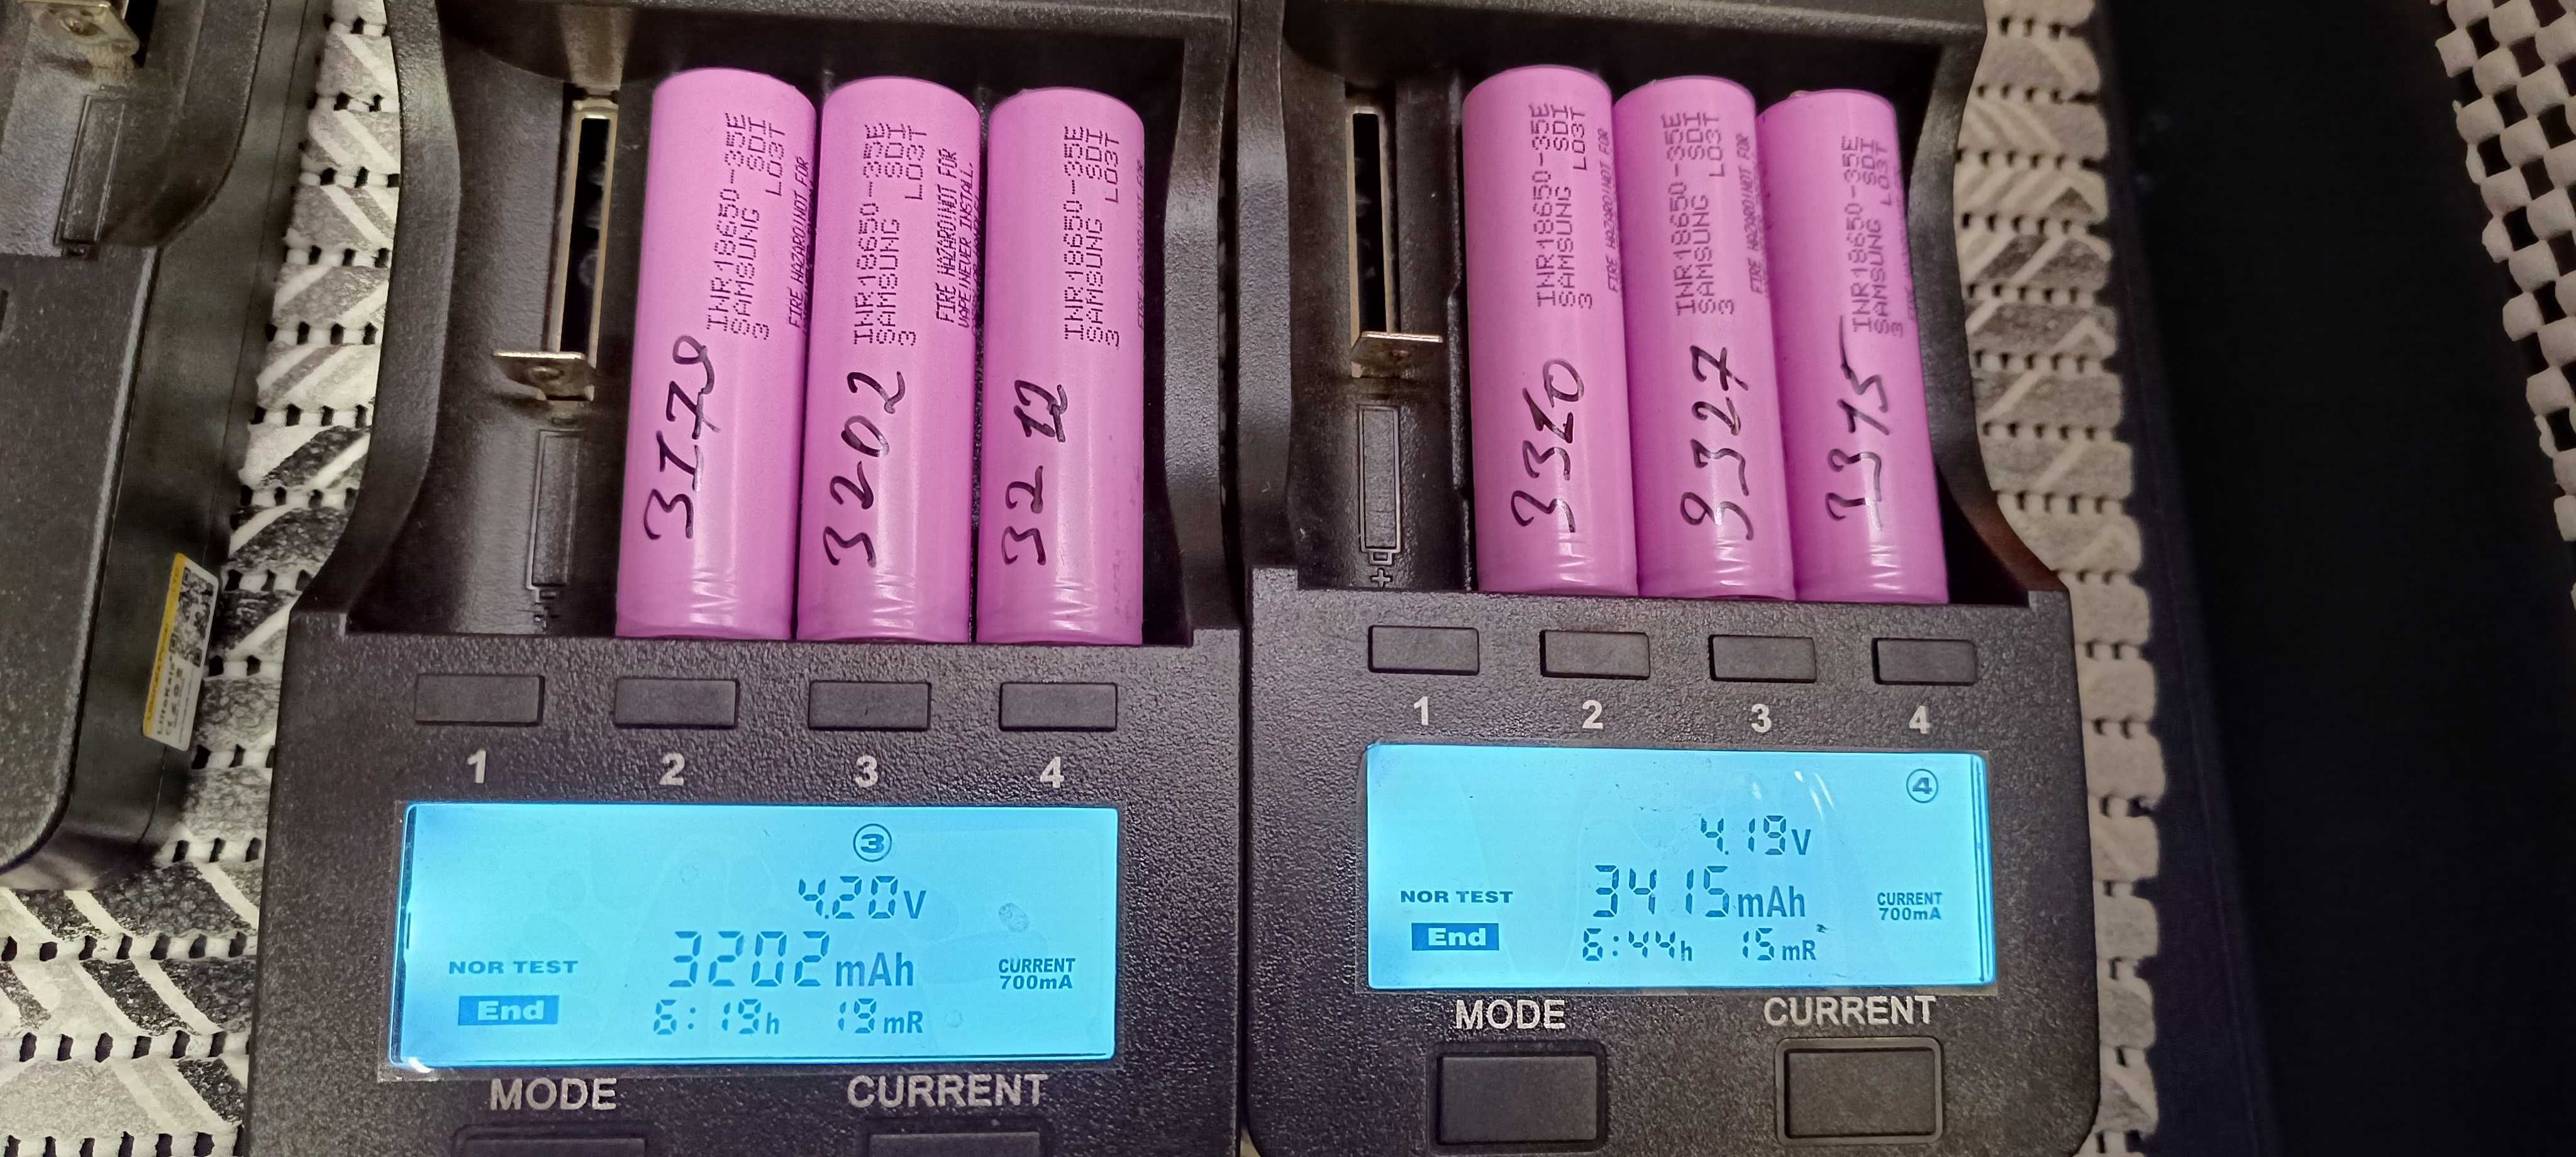 INR18650-35E
SAMSUNG SDI
3 L03T
FIRE HAZARD!NOT FOR
3179
INR18650-35E
SAMSUNG SDI
3 L03T
FIRE HAZARD!NOT FOR
VAPE!NEVER INSTALL.
3202
INR18650-35E
SAMSUNG SDI
3 L03T
3212
INR18650-35E
SAMSUNG SDI
3 L03T
FIRE HAZARD!NOT FOR
3310
INR18650-35E
SAMSUNG SDI
3 L03T
FIRE HAZARD!NOT FOR
3327
INR18650-35E
SAMSUNG SDI
3 L03T
1 2 3 4
3
4.20V
NOR TEST 3202mAh CURRENT 700mA
End 6:19h 19mR
MODE CURRENT
1 2 3 4
4
4.19V
NOR TEST 3415mAh CURRENT 700mA
End 6:44h 15mR
MODE CURRENT